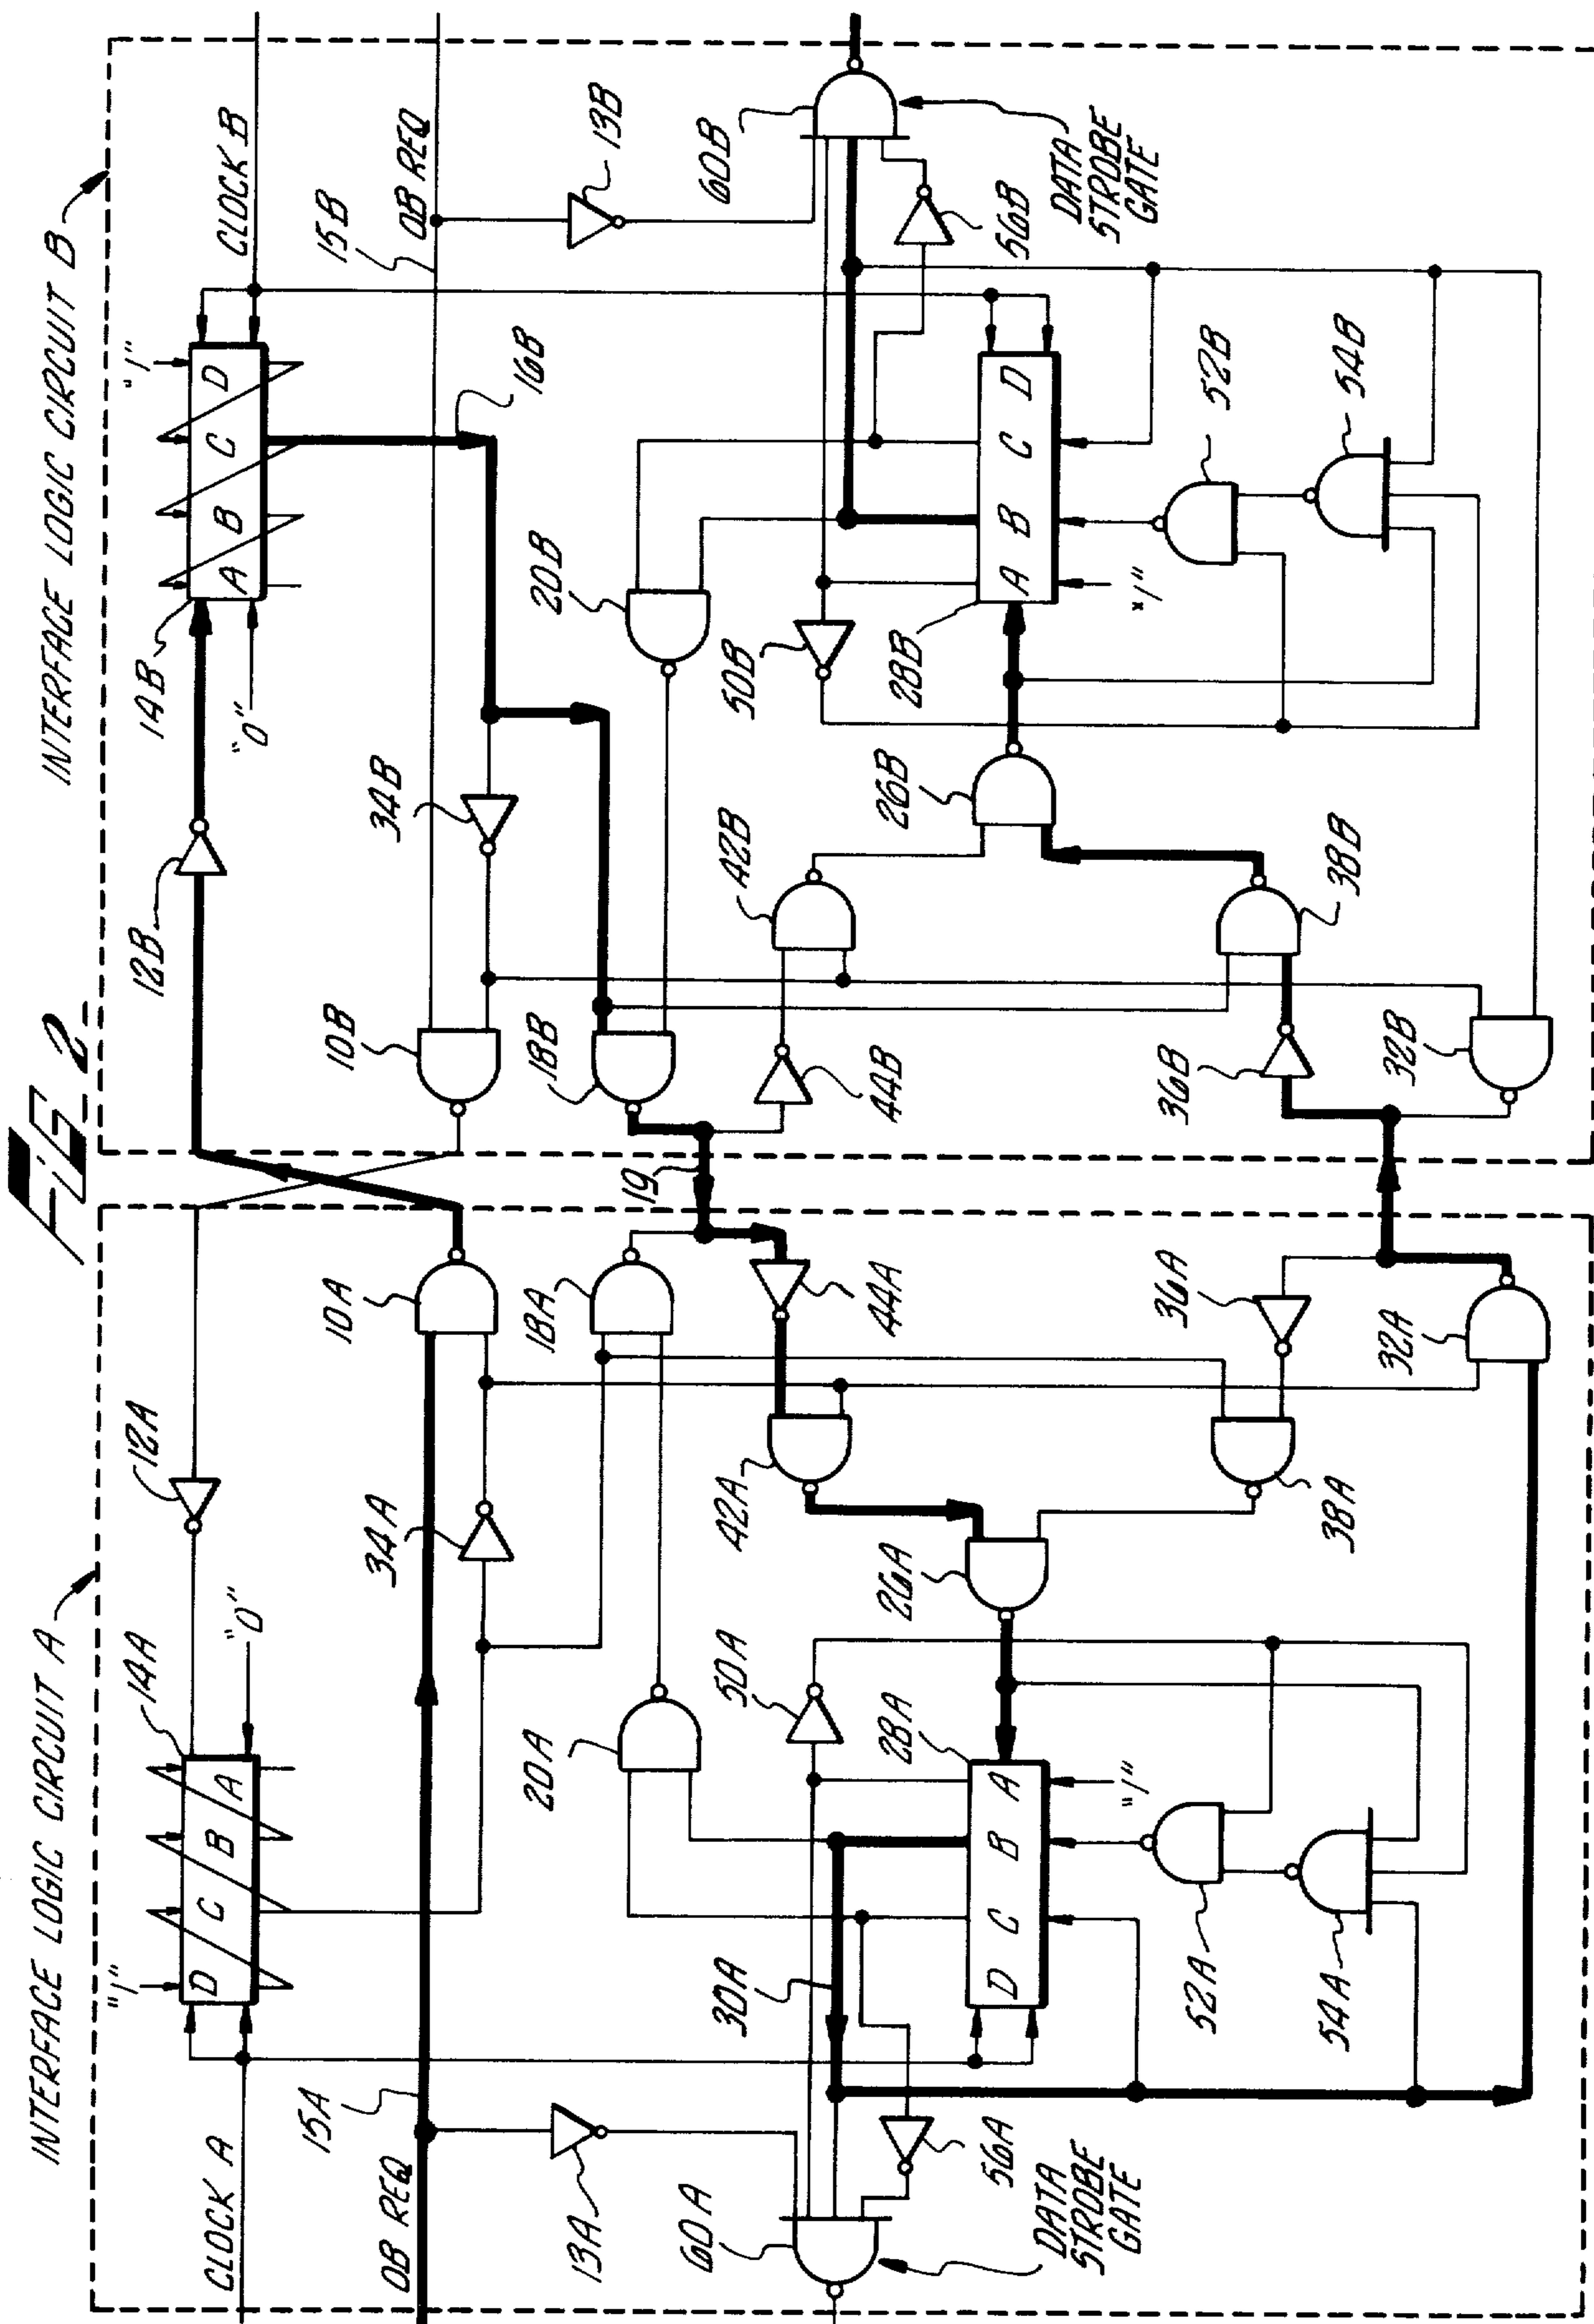 FIG_2
INTERFACE LOGIC CIRCUIT A
INTERFACE LOGIC CIRCUIT B
CLOCK A
OB REQ
15A
"1"
D C B A
14A
"0"
12A
34A
10A
18A
13A
60A
DATA
STROBE
GATE
56A
30A
20A
50A
28A
D C B A
"1"
52A
54A
26A
42A
44A
38A
36A
32A
19
12B
14B
"0"
A B C D
"1"
CLOCK B
15B
OB REQ
16B
13B
34B
10B
18B
20B
44B
42B
50B
60B
56B
DATA
STROBE
GATE
28B
A B C D
"1"
26B
52B
54B
36B
38B
32B